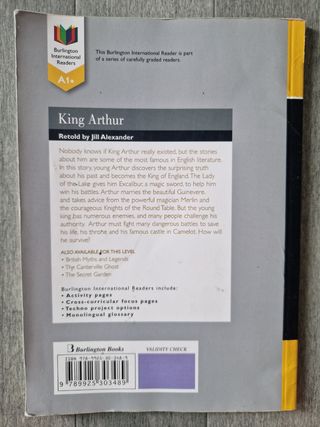 Burlington
International
Readers
A1+
This Burlington International Reader is part
of a series of carefully graded readers.
King Arthur
Retold by Jill Alexander
Nobody knows if King Arthur really existed, but the stories
about him are some of the most famous in English literature.
In this story, young Arthur discovers the surprising truth
about his past and becomes the King of England. The Lady
of the Lake gives him Excalibur, a magic sword, to help him
win his battles. Arthur marries the beautiful Guinevere,
and takes advice from the powerful magician Merlin and
the courageous Knights of the Round Table. But the young
king has numerous enemies, and many people challenge his
authority. Arthur must fight many dangerous battles to save
his life, his throne and his famous castle in Camelot. How will
he survive?
ALSO AVAILABLE FOR THIS LEVEL
• British Myths and Legends
• The Canterville Ghost
• The Secret Garden
Burlington International Readers include:
• Activity pages
• Cross-curricular focus pages
• Techno project options
• Monolingual glossary
B Burlington Books
VALIDITY CHECK
ISBN 978-9925-30-348-9
9 789925 303489